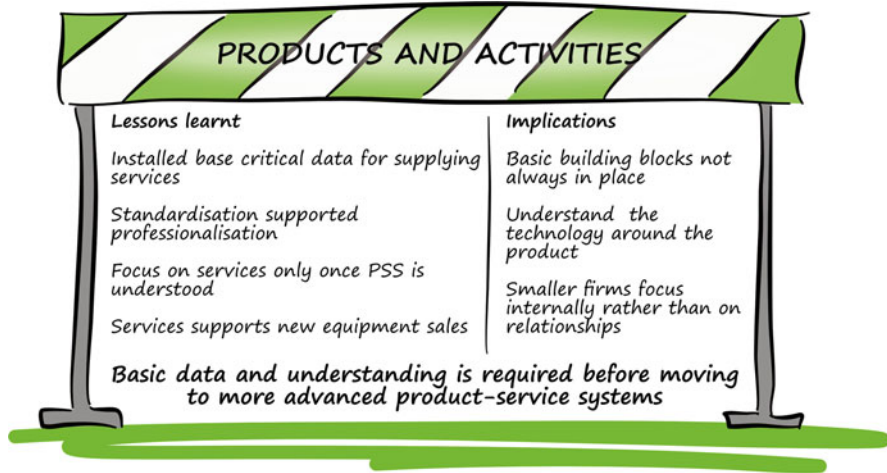 PRODUCTS AND ACTIVITIES
Lessons learnt
Installed base critical data for supplying
services
Standardisation supported
professionalisation
Focus on services only once PSS is
understood
Services supports new equipment sales
Implications
Basic building blocks not
always in place
Understand the
technology around the
product
Smaller firms focus
internally rather than on
relationships
Basic data and understanding is required before moving
to more advanced product-service systems